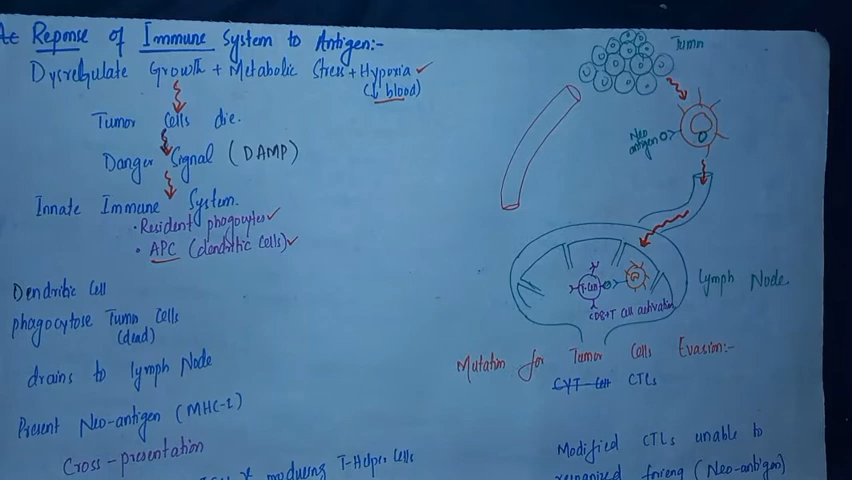 Reponse of Immune System to Antigen:-
Dysregulate Growth + Metabolic Stress + Hypoxia
(↓ blood)
Tumor Cells die.
Danger Signal (DAMP)
Innate Immune System.
• Resident phagocytes
• APC (dendritic cells)
Dendritic Cell
phagocytose Tumor Cells
(dead)
drains to lymph Node
Present Neo-antigen (MHC-I)
Cross-presentation
T-Helper Cells
Tumor
Neo
antigen
T-Cell
CD8+T Cell activation
Lymph Node
Mutation for Tumor Cells Evasion:-
CYT Cell CTLs
Modified CTLs unable to
(Neo-antigen)